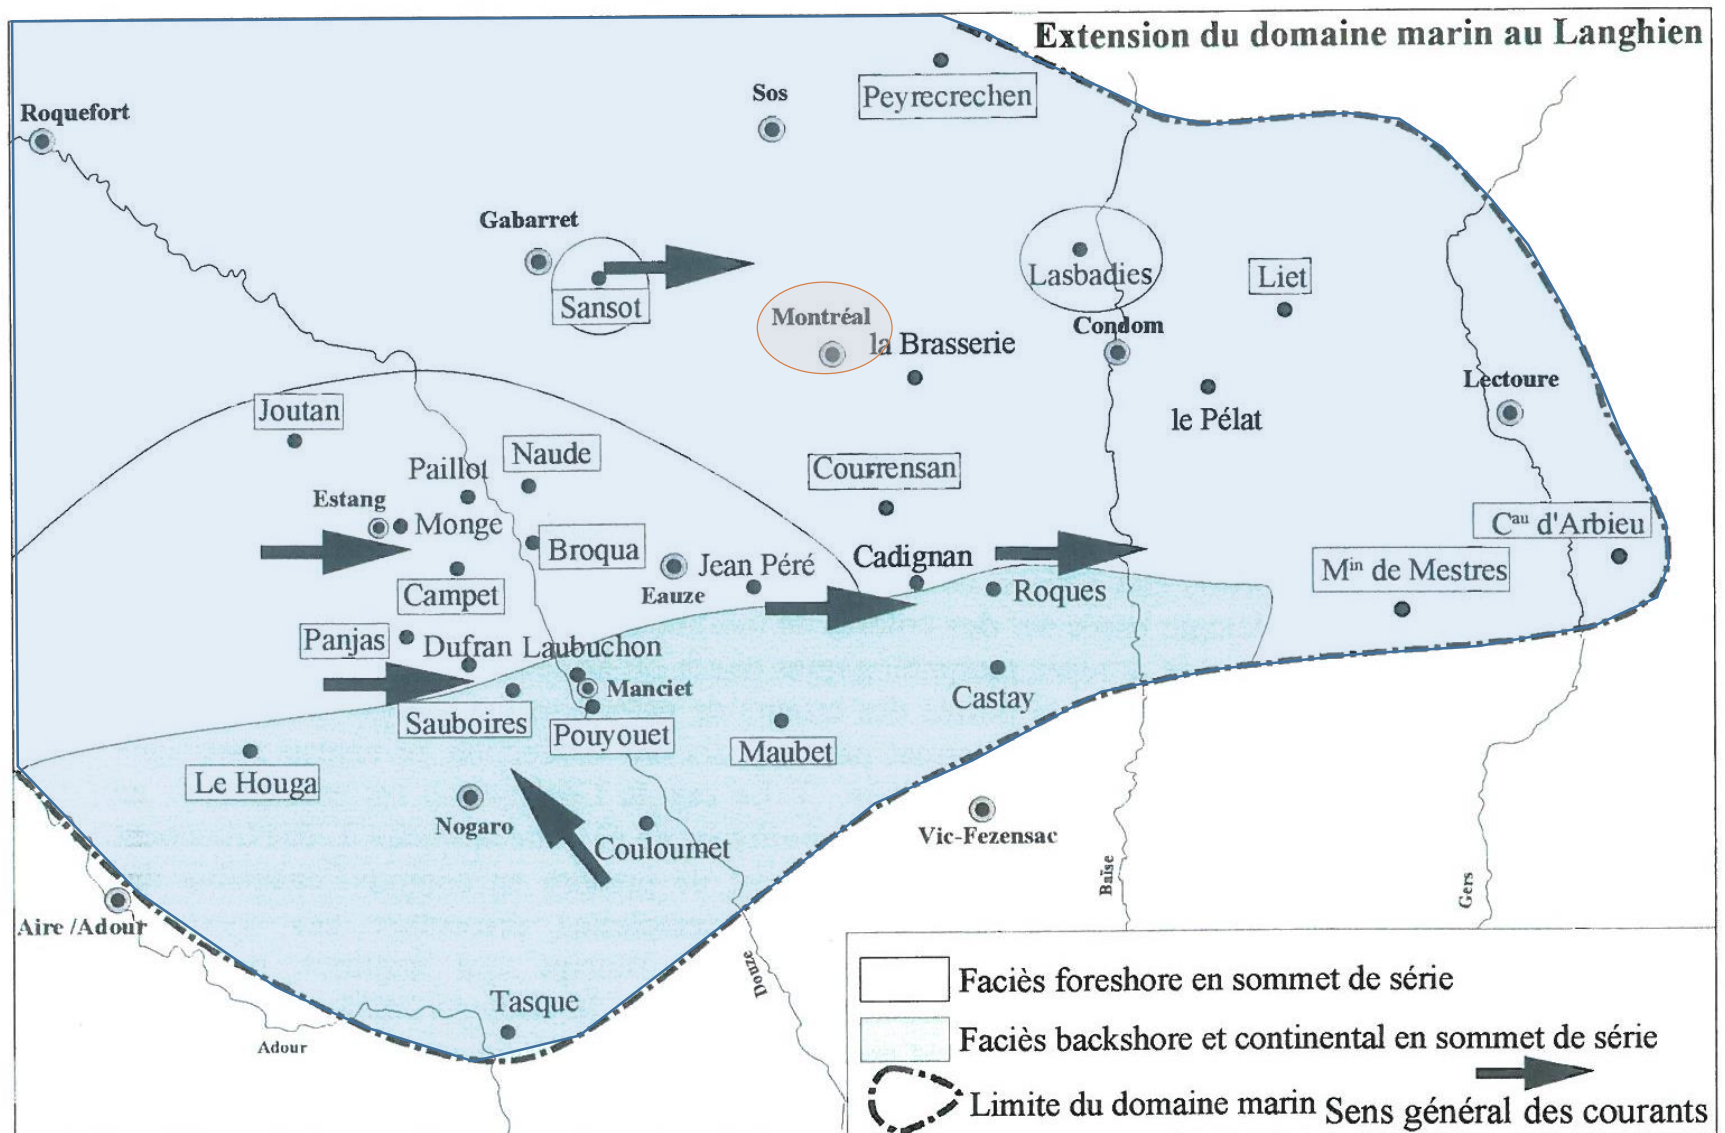 Extension du domaine marin au Langhien
Peyrecrechen
Sos
Roquefort
Gabarret
Sansot
Lasbadies
Liet
Montréal
la Brasserie
Condom
Lectoure
le Pélat
Joutan
Paillot
Naude
Courrensan
Estang
Monge
Broqua
Jean Péré
Cadignan
Cau d'Arbieu
Min de Mestres
Campet
Eauze
Roques
Panjas
Dufran
Laubuchon
Manciet
Castay
Sauboires
Pouyouet
Maubet
Le Houga
Nogaro
Couloumet
Vic-Fezensac
Baïse
Gers
Aire /Adour
Douze
Tasque
Adour
Faciès foreshore en sommet de série
Faciès backshore et continental en sommet de série
Limite du domaine marin
Sens général des courants